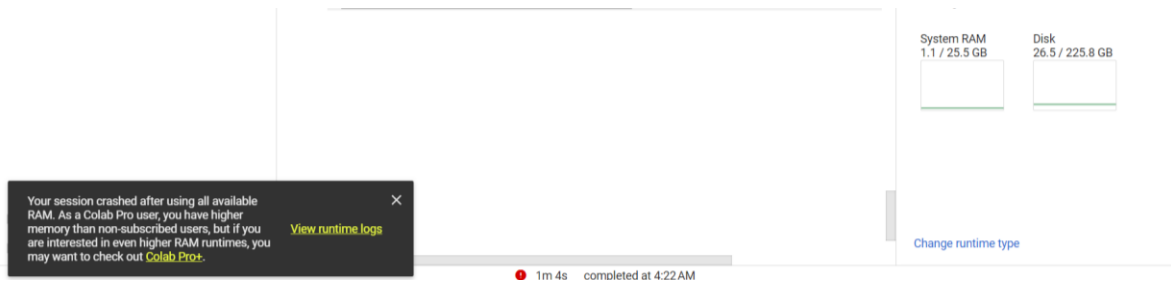 System RAM
1.1 / 25.5 GB
Disk
26.5 / 225.8 GB
Your session crashed after using all available
RAM. As a Colab Pro user, you have higher
memory than non-subscribed users, but if you
are interested in even higher RAM runtimes, you
may want to check out Colab Pro+.
View runtime logs
Change runtime type
1m 4s completed at 4:22 AM